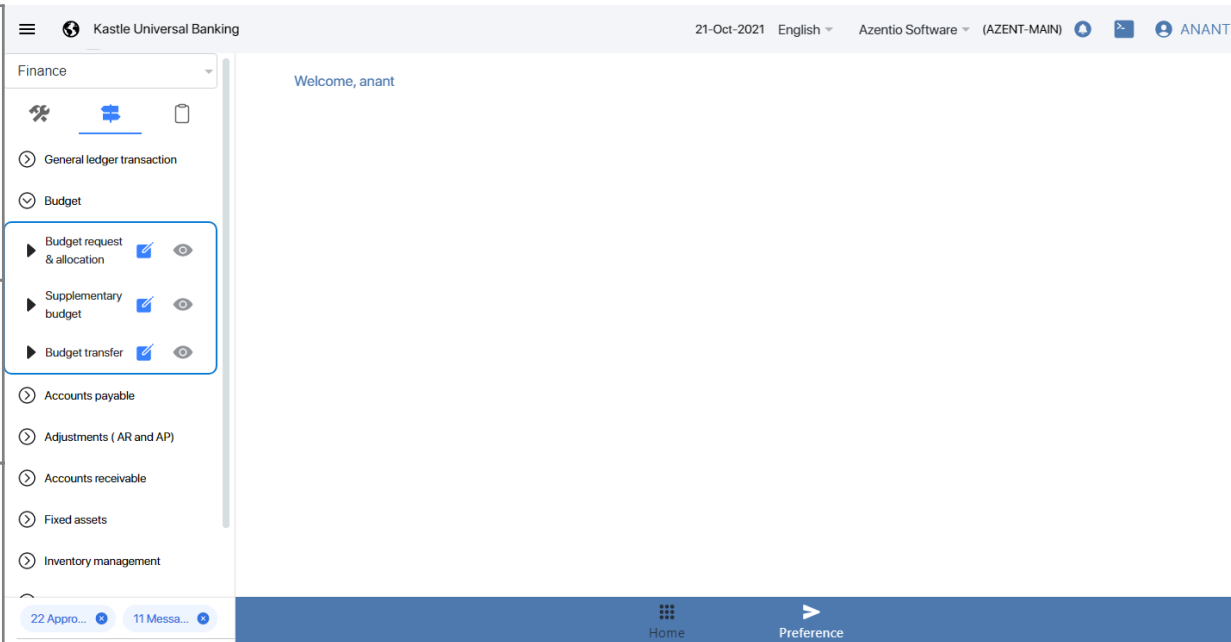 Kastle Universal Banking
21-Oct-2021 English Azentio Software (AZENT-MAIN) ANANT
Finance
Welcome, anant
General ledger transaction
Budget
Budget request
& allocation
Supplementary
budget
Budget transfer
Accounts payable
Adjustments ( AR and AP)
Accounts receivable
Fixed assets
Inventory management
22 Appro... 11 Messa...
Home
Preference